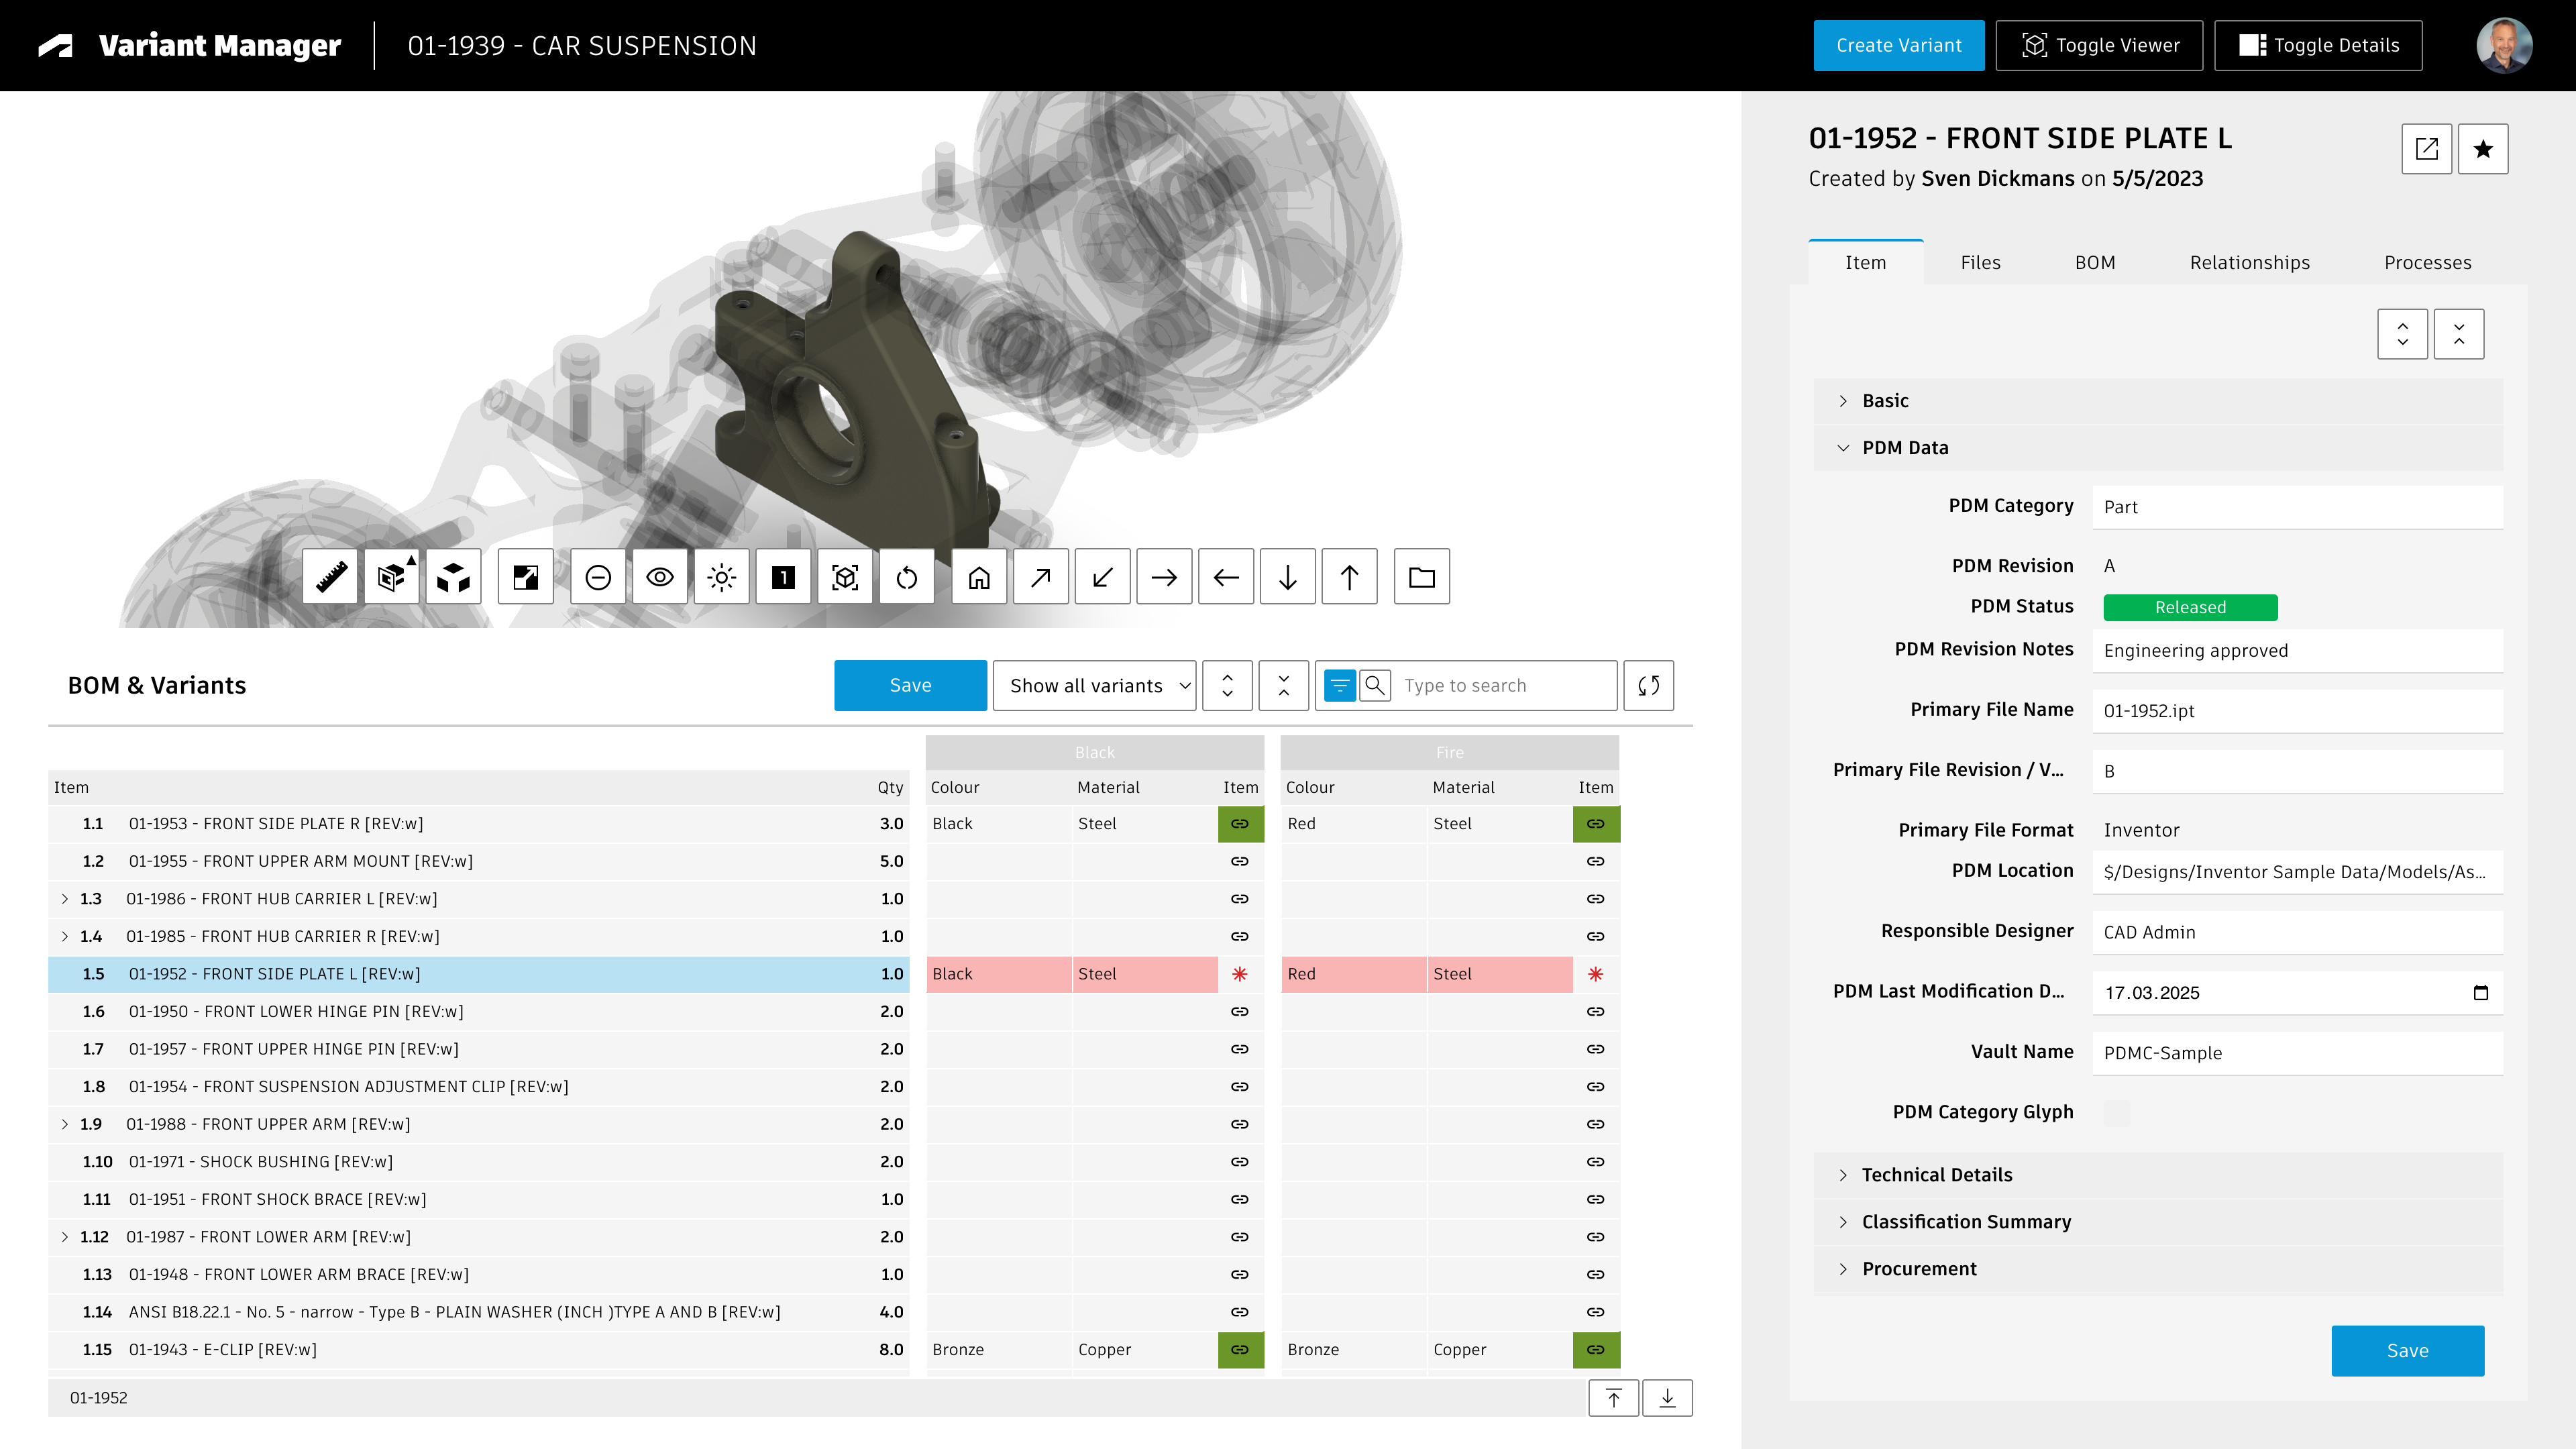 Variant Manager
01-1939 - CAR SUSPENSION
Create Variant
Toggle Viewer
Toggle Details
1
BOM & Variants
Save
Show all variants
Type to search
Black
Fire
Item Qty Colour Material Item Colour Material Item
1.1 01-1953 - FRONT SIDE PLATE R [REV:w] 3.0 Black Steel Red Steel
1.2 01-1955 - FRONT UPPER ARM MOUNT [REV:w] 5.0
1.3 01-1986 - FRONT HUB CARRIER L [REV:w] 1.0
1.4 01-1985 - FRONT HUB CARRIER R [REV:w] 1.0
1.5 01-1952 - FRONT SIDE PLATE L [REV:w] 1.0 Black Steel Red Steel
1.6 01-1950 - FRONT LOWER HINGE PIN [REV:w] 2.0
1.7 01-1957 - FRONT UPPER HINGE PIN [REV:w] 2.0
1.8 01-1954 - FRONT SUSPENSION ADJUSTMENT CLIP [REV:w] 2.0
1.9 01-1988 - FRONT UPPER ARM [REV:w] 2.0
1.10 01-1971 - SHOCK BUSHING [REV:w] 2.0
1.11 01-1951 - FRONT SHOCK BRACE [REV:w] 1.0
1.12 01-1987 - FRONT LOWER ARM [REV:w] 2.0
1.13 01-1948 - FRONT LOWER ARM BRACE [REV:w] 1.0
1.14 ANSI B18.22.1 - No. 5 - narrow - Type B - PLAIN WASHER (INCH )TYPE A AND B [REV:w] 4.0
1.15 01-1943 - E-CLIP [REV:w] 8.0 Bronze Copper Bronze Copper
01-1952
01-1952 - FRONT SIDE PLATE L
Created by Sven Dickmans on 5/5/2023
Item Files BOM Relationships Processes
Basic
PDM Data
PDM Category Part
PDM Revision A
PDM Status Released
PDM Revision Notes Engineering approved
Primary File Name 01-1952.ipt
Primary File Revision / V... B
Primary File Format Inventor
PDM Location $/Designs/Inventor Sample Data/Models/As...
Responsible Designer CAD Admin
PDM Last Modification D... 17.03.2025
Vault Name PDMC-Sample
PDM Category Glyph
Technical Details
Classification Summary
Procurement
Save